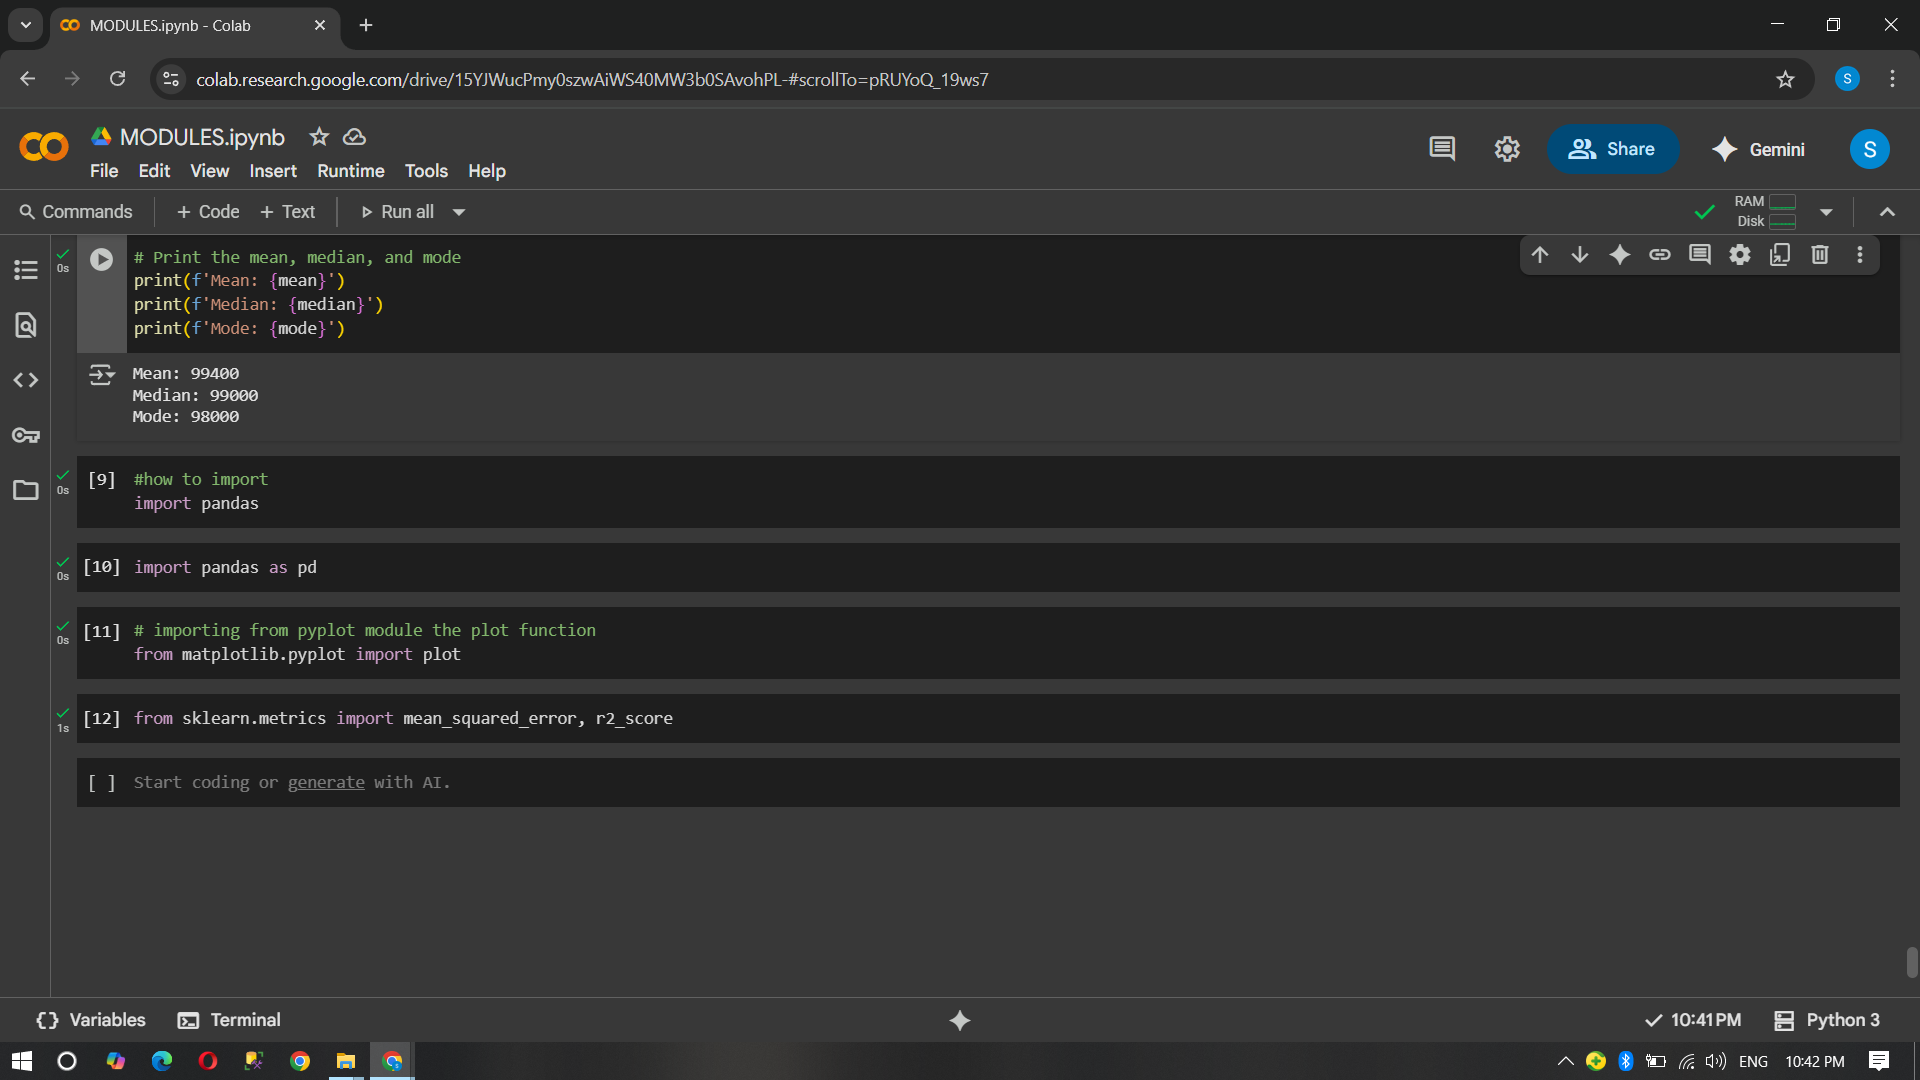 MODULES.ipynb - Colab
colab.research.google.com/drive/15YJWucPmy0szwAiWS40MW3b0SAvohPL-#scrollTo=pRUYoQ_19ws7
S
CO
MODULES.ipynb
File Edit View Insert Runtime Tools Help
Share
Gemini
S
Commands + Code + Text Run all
RAM
Disk
0s
# Print the mean, median, and mode
print(f'Mean: {mean}')
print(f'Median: {median}')
print(f'Mode: {mode}')
Mean: 99400
Median: 99000
Mode: 98000
0s
[9] #how to import
import pandas
0s
[10] import pandas as pd
0s
[11] # importing from pyplot module the plot function
from matplotlib.pyplot import plot
1s
[12] from sklearn.metrics import mean_squared_error, r2_score
[ ] Start coding or generate with AI.
Variables Terminal
10:41 PM
Python 3
ENG 10:42 PM